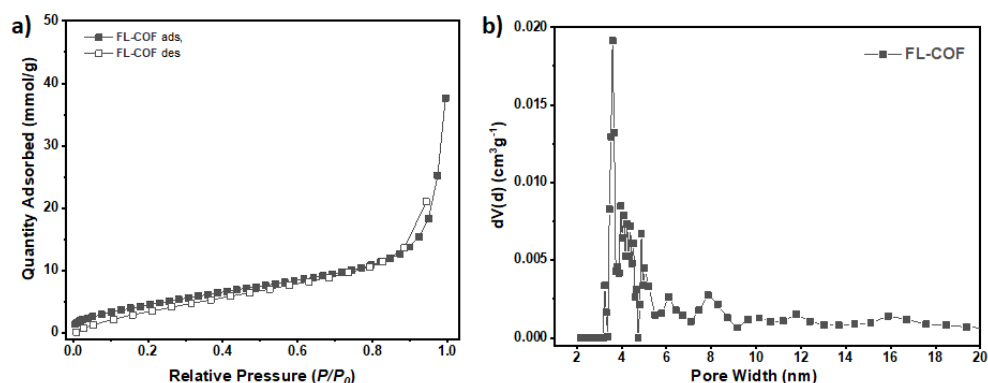 a)
FL-COF ads,
FL-COF des
Quantity Adsorbed (mmol/g)
50
40
30
20
10
0
0.0 0.2 0.4 0.6 0.8 1.0
Relative Pressure (P/P0)
b)
FL-COF
dV(d) (cm³g⁻¹)
0.020
0.015
0.010
0.005
0.000
2 4 6 8 10 12 14 16 18 20
Pore Width (nm)